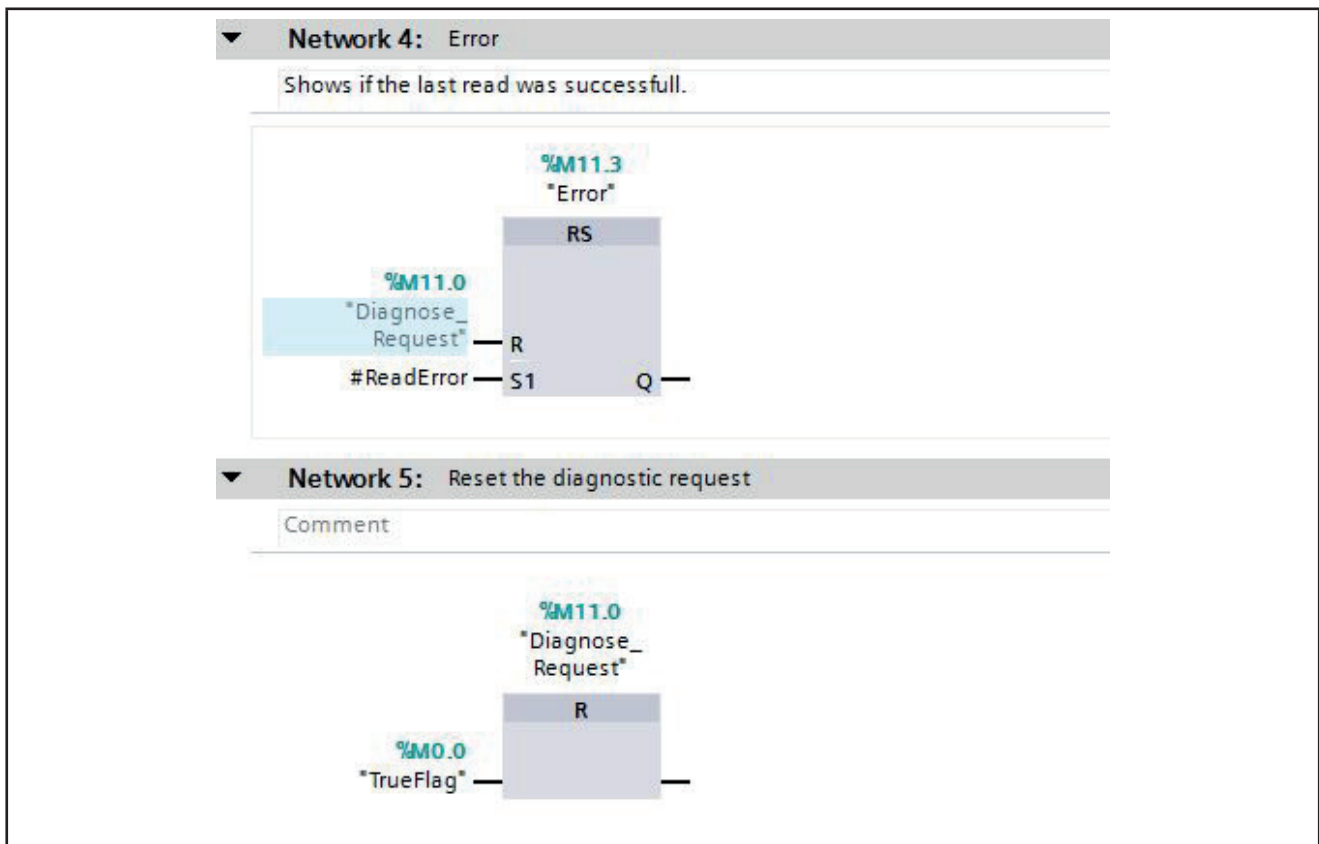 Network 4: Error
Shows if the last read was successfull.
%M11.3
"Error"
RS
%M11.0
"Diagnose_
Request"
R
#ReadError
S1 Q
Network 5: Reset the diagnostic request
Comment
%M11.0
"Diagnose_
Request"
R
%M0.0
"TrueFlag"